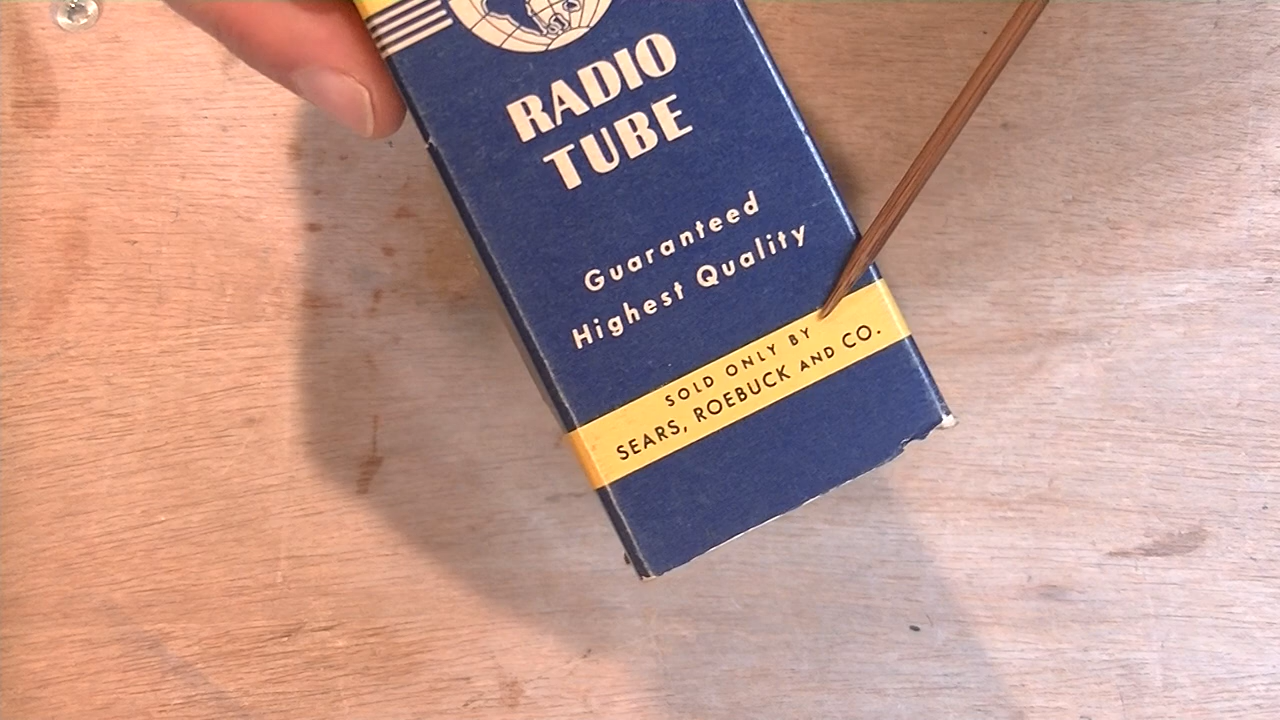 RADIO
TUBE
Guaranteed
Highest Quality
SOLD ONLY BY
SEARS, ROEBUCK AND CO.